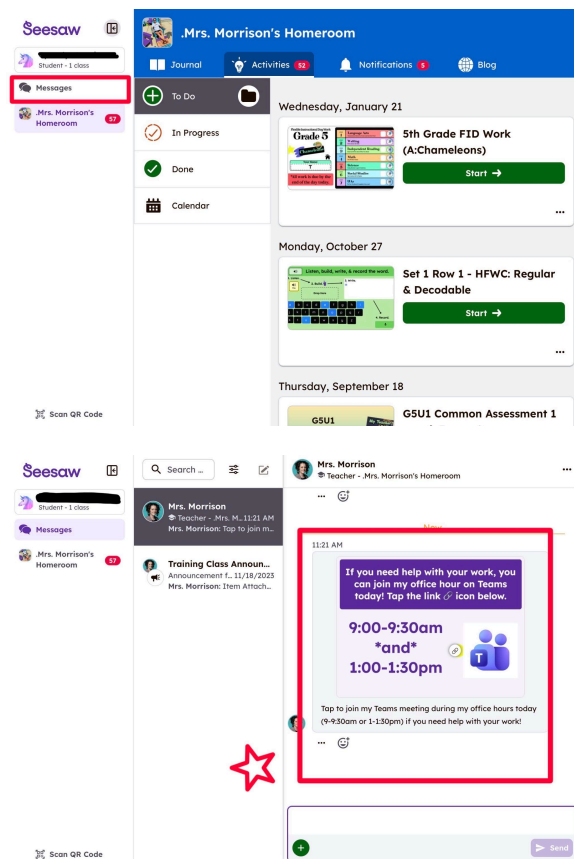 Seesaw
Student - 1 class
Messages
.Mrs. Morrison's
Homeroom
57
Scan QR Code
.Mrs. Morrison's Homeroom
Journal
Activities 52
Notifications 5
Blog
To Do
In Progress
Done
Calendar
Wednesday, January 21
Grade 5
5th Grade FID Work
(A:Chameleons)
Start →
Monday, October 27
Listen, build, write, & record the word.
Set 1 Row 1 - HFWC: Regular
& Decodable
Start →
Thursday, September 18
G5U1
G5U1 Common Assessment 1
Seesaw
Student - 1 class
Messages
.Mrs. Morrison's
Homeroom
57
Scan QR Code
Search ...
Mrs. Morrison
Teacher - .Mrs. M... 11:21 AM
Mrs. Morrison: Tap to join m...
Training Class Announ...
Announcement f... 11/18/2023
Mrs. Morrison: Item Attach...
Mrs. Morrison
Teacher - .Mrs. Morrison's Homeroom
New
11:21 AM
If you need help with your work, you
can join my office hour on Teams
today! Tap the link icon below.
9:00-9:30am
*and*
1:00-1:30pm
T
Tap to join my Teams meeting during my office hours today
(9-9:30am or 1-1:30pm) if you need help with your work!
Send